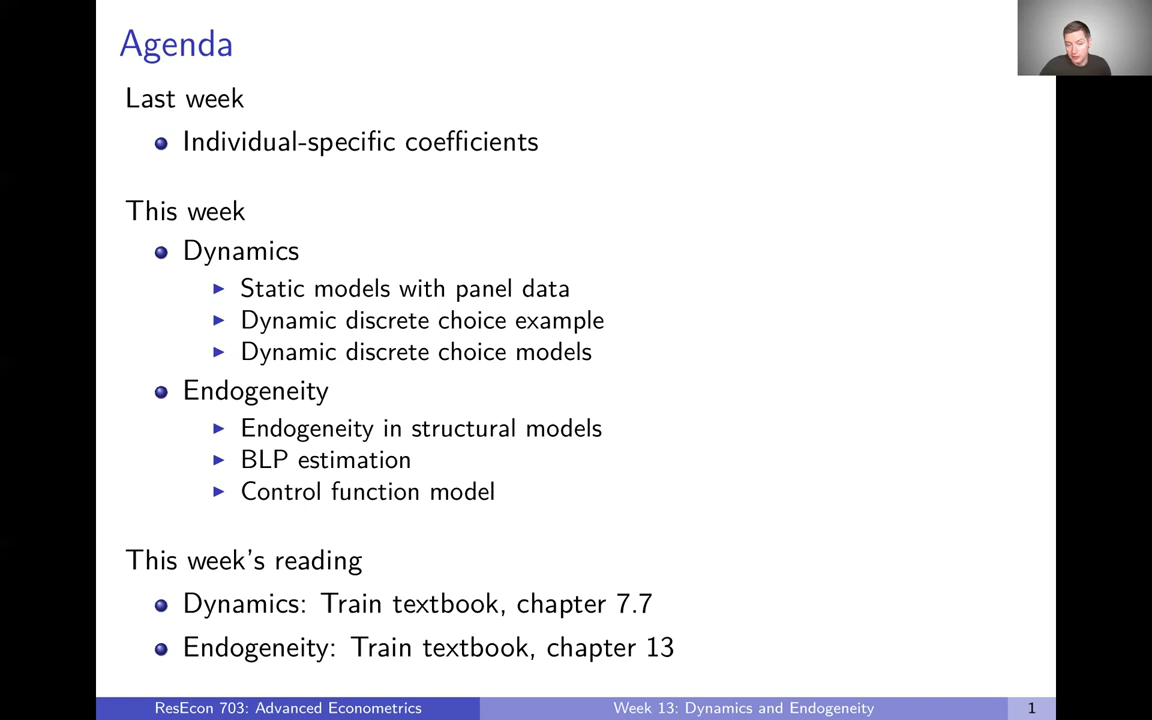 Agenda
Last week
Individual-specific coefficients
This week
Dynamics
Static models with panel data
Dynamic discrete choice example
Dynamic discrete choice models
Endogeneity
Endogeneity in structural models
BLP estimation
Control function model
This week's reading
Dynamics: Train textbook, chapter 7.7
Endogeneity: Train textbook, chapter 13
ResEcon 703: Advanced Econometrics Week 13: Dynamics and Endogeneity 1